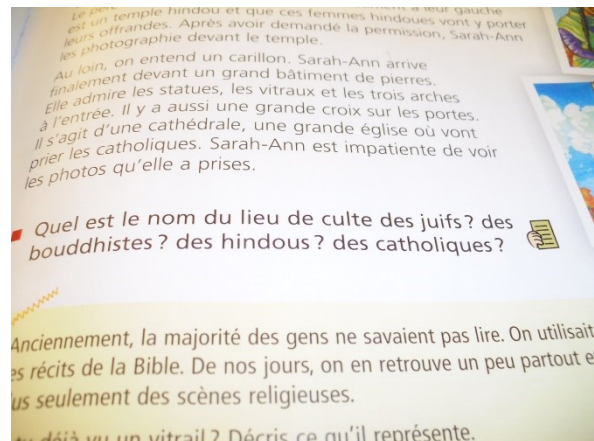 est un temple hindou et que ces femmes hindoues vont y porter
leurs offrandes. Après avoir demandé la permission, Sarah-Ann
les photographie devant le temple.
Au loin, on entend un carillon. Sarah-Ann arrive
finalement devant un grand bâtiment de pierres.
Elle admire les statues, les vitraux et les trois arches
à l'entrée. Il y a aussi une grande croix sur les portes.
Il s'agit d'une cathédrale, une grande église où vont
prier les catholiques. Sarah-Ann est impatiente de voir
les photos qu'elle a prises.
Quel est le nom du lieu de culte des juifs? des
bouddhistes? des hindous? des catholiques?
Anciennement, la majorité des gens ne savaient pas lire. On utilisait
es récits de la Bible. De nos jours, on en retrouve un peu partout e
us seulement des scènes religieuses.
déjà vu un vitrail? Décris ce qu'il représente.